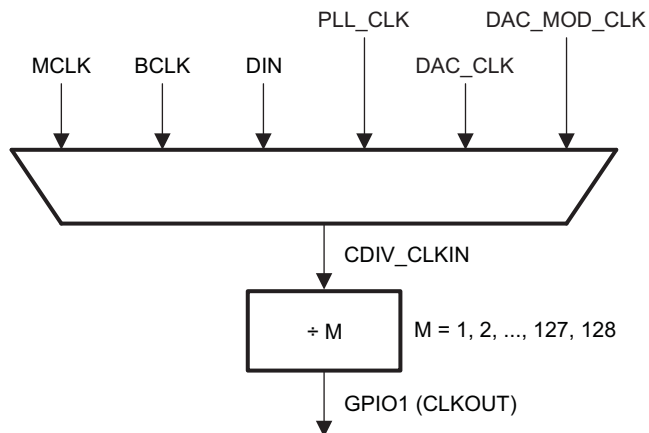 PLL_CLK
DAC_MOD_CLK
MCLK
BCLK
DIN
DAC_CLK
CDIV_CLKIN
÷ M
M = 1, 2, ..., 127, 128
GPIO1 (CLKOUT)